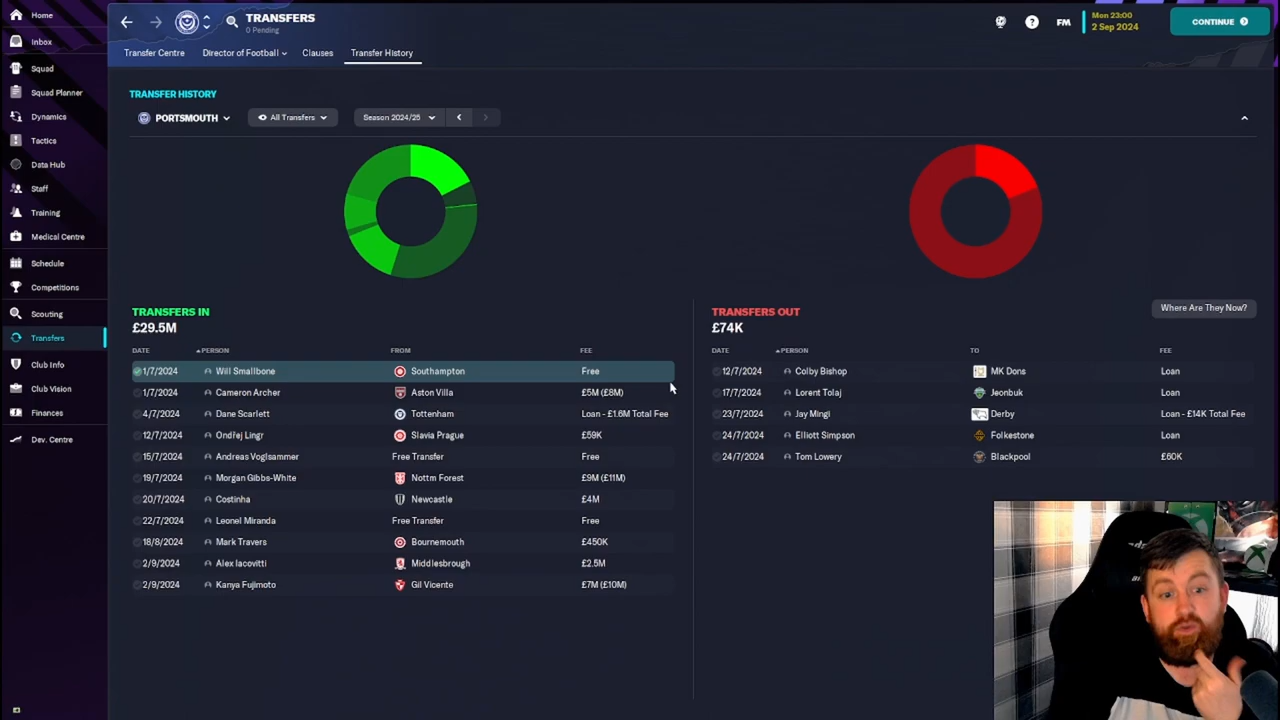 Home
Inbox
Squad
Squad Planner
Dynamics
Tactics
Data Hub
Staff
Training
Medical Centre
Schedule
Competitions
Scouting
Transfers
Club Info
Club Vision
Finances
Dev. Centre
TRANSFERS
0 Pending
FM
Mon 23:00
2 Sep 2024
CONTINUE
Transfer Centre
Director of Football
Clauses
Transfer History
TRANSFER HISTORY
PORTSMOUTH
All Transfers
Season 2024/25
TRANSFERS IN
£29.5M
DATE PERSON FROM FEE
1/7/2024 Will Smallbone Southampton Free
1/7/2024 Cameron Archer Aston Villa £5M (£8M)
4/7/2024 Dane Scarlett Tottenham Loan - £1.6M Total Fee
12/7/2024 Ondřej Lingr Slavia Prague £59K
15/7/2024 Andreas Voglsammer Free Transfer Free
19/7/2024 Morgan Gibbs-White Nottm Forest £9M (£11M)
20/7/2024 Costinha Newcastle £4M
22/7/2024 Leonel Miranda Free Transfer Free
18/8/2024 Mark Travers Bournemouth £450K
2/9/2024 Alex Iacovitti Middlesbrough £2.5M
2/9/2024 Kanya Fujimoto Gil Vicente £7M (£10M)
TRANSFERS OUT
£74K
Where Are They Now?
DATE PERSON TO FEE
12/7/2024 Colby Bishop MK Dons Loan
17/7/2024 Lorent Tolaj Jeonbuk Loan
23/7/2024 Jay Mingi Derby Loan - £14K Total Fee
24/7/2024 Elliott Simpson Folkestone Loan
24/7/2024 Tom Lowery Blackpool £60K